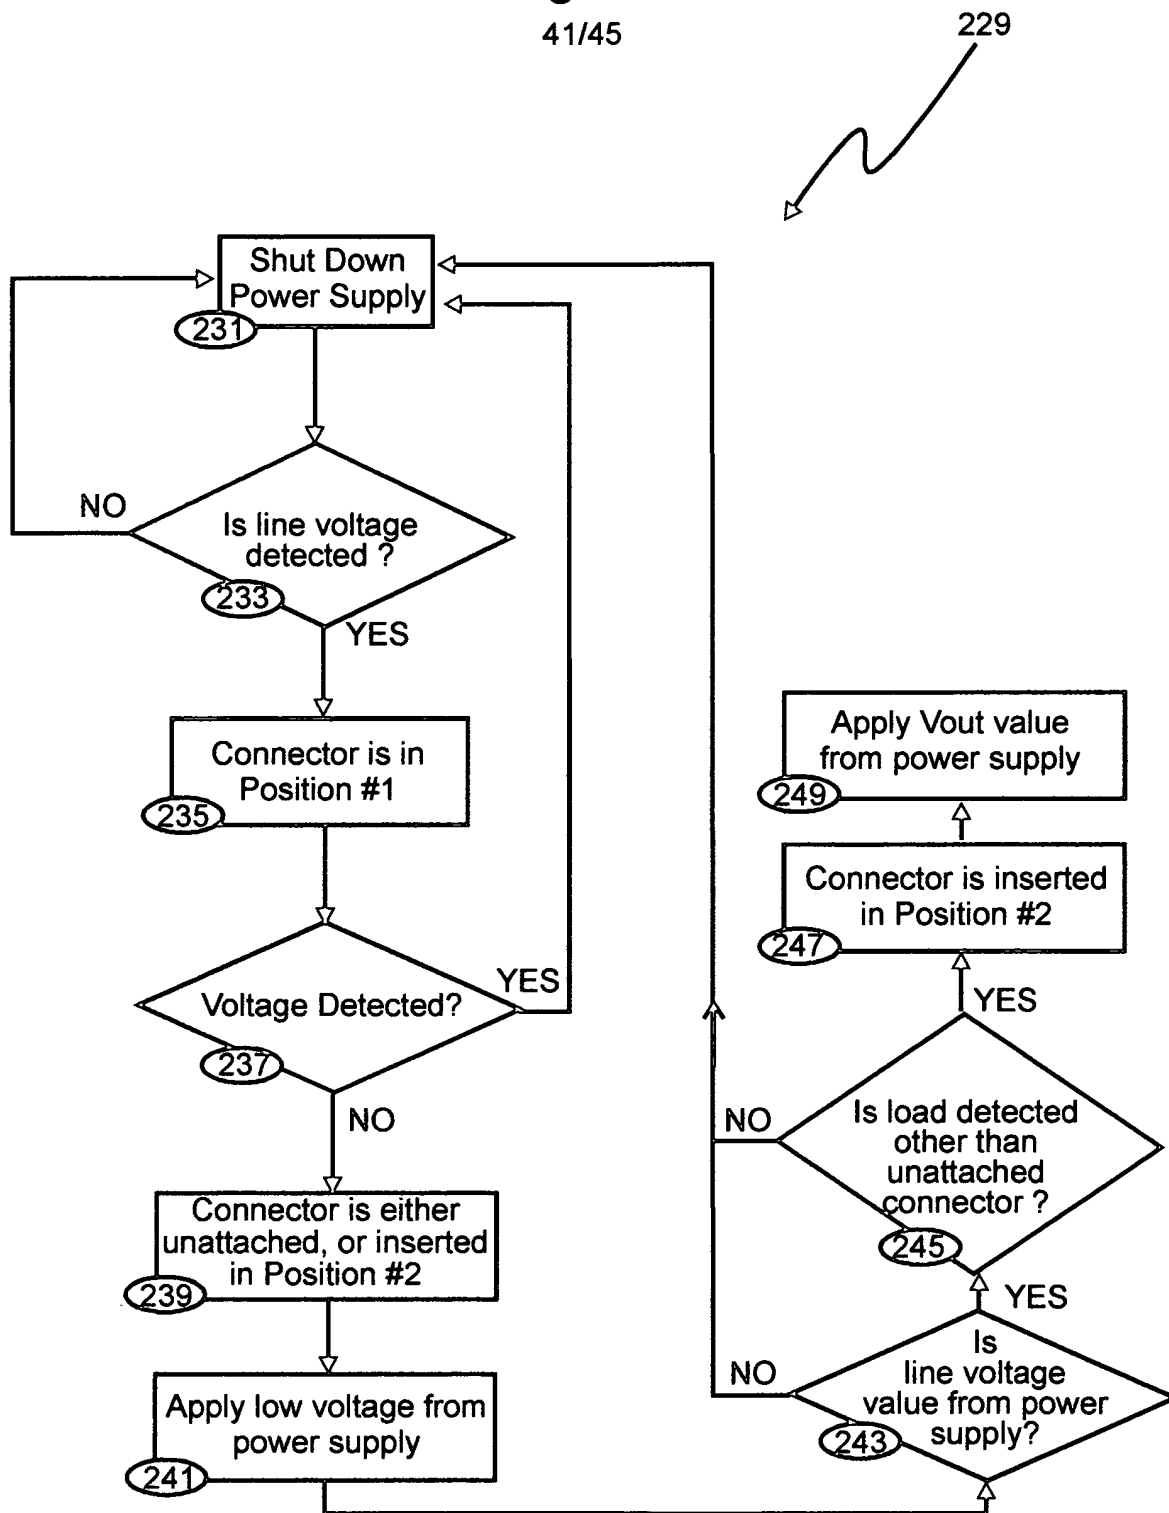 41/45
229
Shut Down
Power Supply
231
NO
Is line voltage
detected ?
233
YES
Connector is in
Position #1
235
Voltage Detected?
YES
237
NO
Connector is either
unattached, or inserted
in Position #2
239
Apply low voltage from
power supply
241
Apply Vout value
from power supply
249
Connector is inserted
in Position #2
247
YES
NO
Is load detected
other than
unattached
connector ?
245
YES
NO
Is
line voltage
value from power
supply?
243